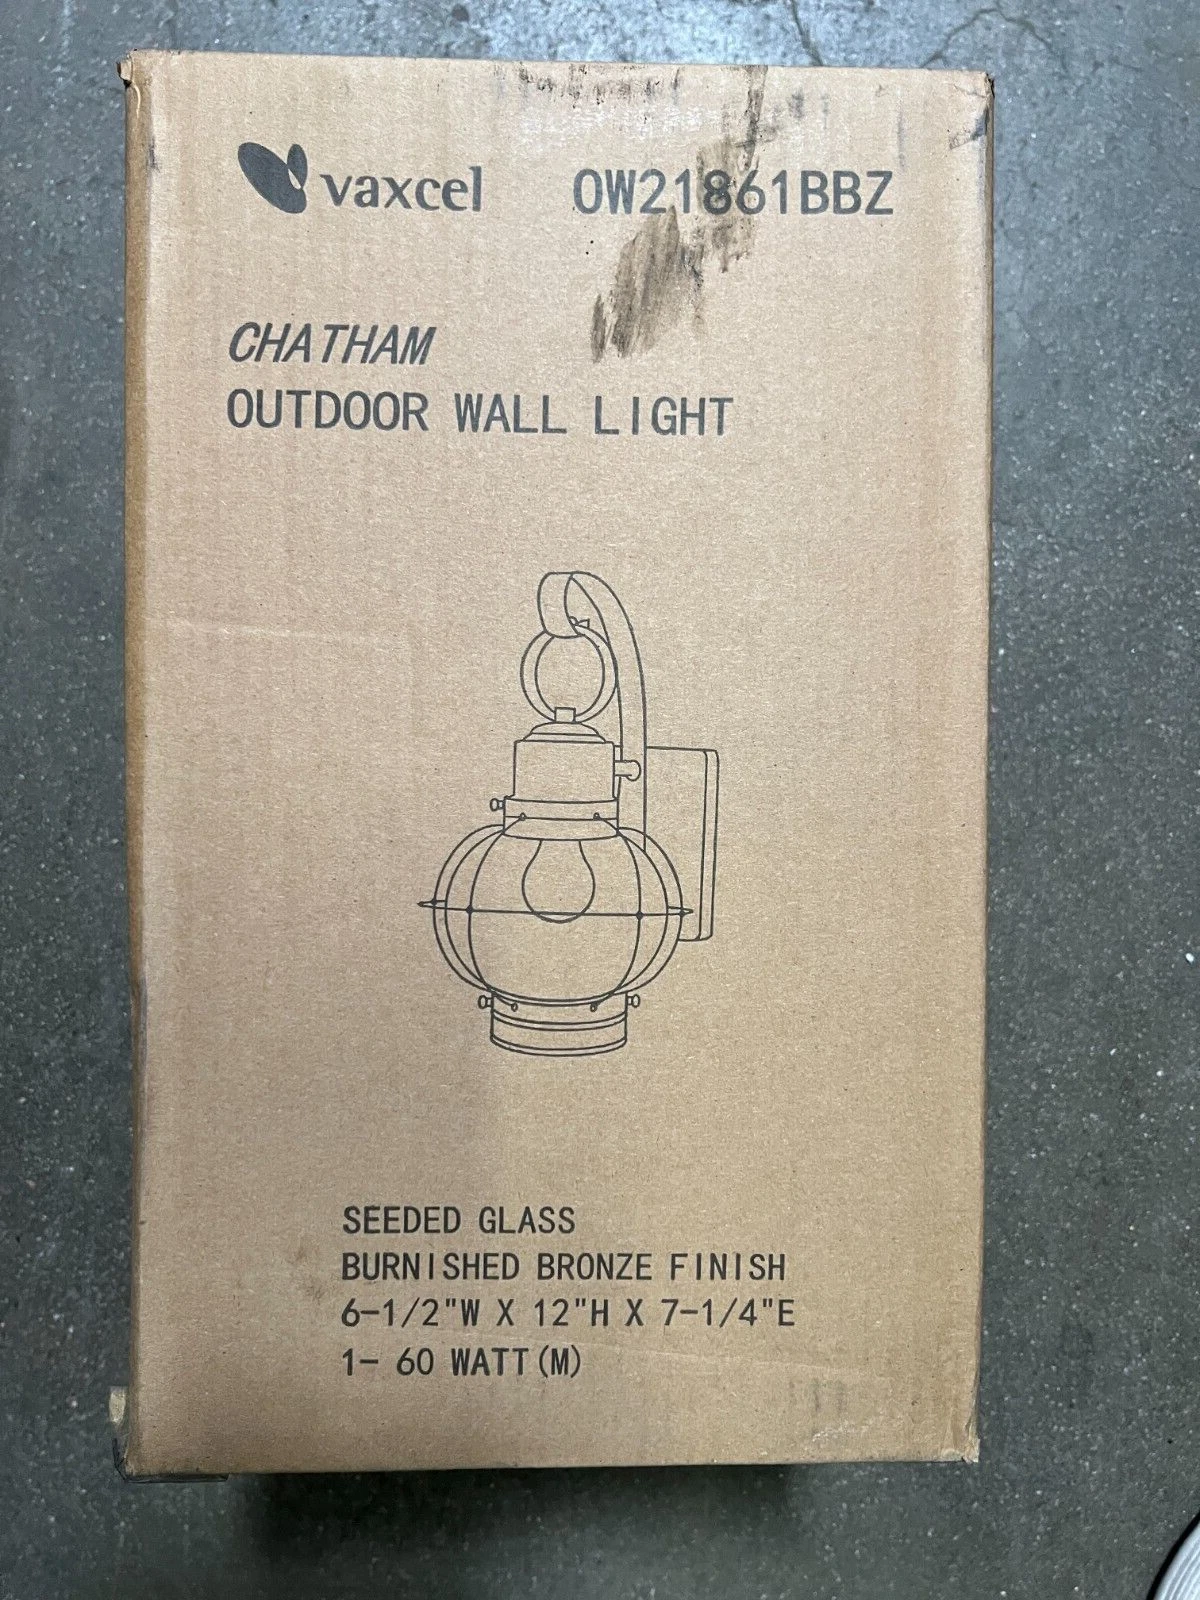 vaxcel OW21861BBZ
CHATHAM
OUTDOOR WALL LIGHT
SEEDED GLASS
BURNISHED BRONZE FINISH
6-1/2"W X 12"H X 7-1/4"E
1- 60 WATT(M)